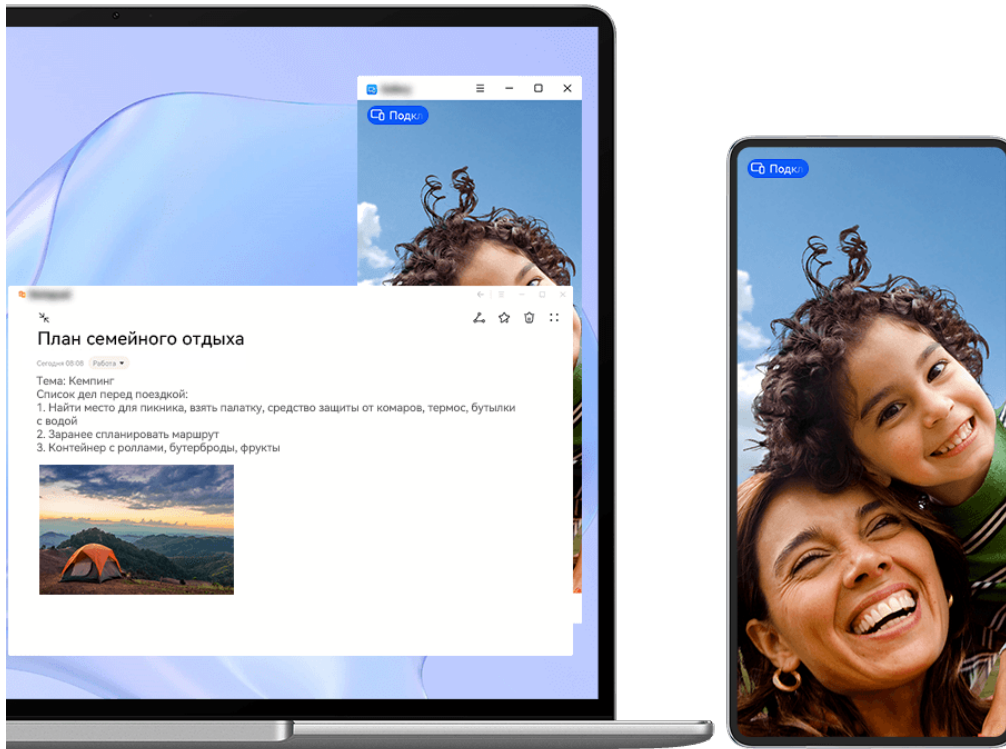 Подкл
Подкл
План семейного отдыха
Сегодня 08:08 Работа
Тема: Кемпинг
Список дел перед поездкой:
1. Найти место для пикника, взять палатку, средство защиты от комаров, термос, бутылки
с водой
2. Заранее спланировать маршрут
3. Контейнер с роллами, бутерброды, фрукты